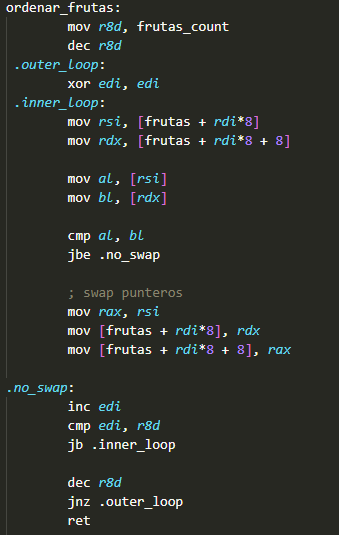 ordenar_frutas:
mov r8d, frutas_count
dec r8d
.outer_loop:
xor edi, edi
.inner_loop:
mov rsi, [frutas + rdi*8]
mov rdx, [frutas + rdi*8 + 8]
mov al, [rsi]
mov bl, [rdx]
cmp al, bl
jbe .no_swap
; swap punteros
mov rax, rsi
mov [frutas + rdi*8], rdx
mov [frutas + rdi*8 + 8], rax
.no_swap:
inc edi
cmp edi, r8d
jb .inner_loop
dec r8d
jnz .outer_loop
ret